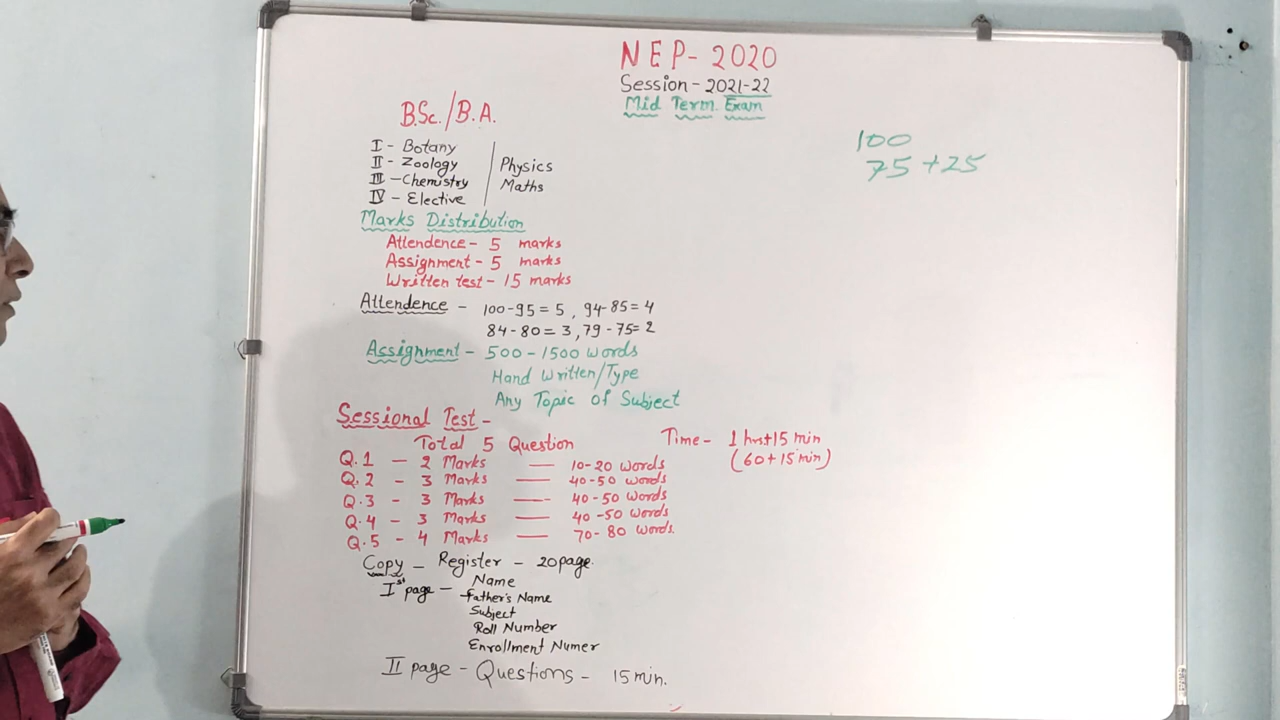 NEP- 2020
Session - 2021-22
Mid Term Exam
B.Sc./B.A.
100
75 +25
I - Botany
II - Zoology
III - Chemistry
IV - Elective
Physics
Maths
Marks Distribution
Attendence - 5 marks
Assignment - 5 marks
Written test - 15 marks
Attendence - 100-95 = 5 , 94-85 = 4
84-80 = 3 , 79-75 = 2
Assignment - 500 - 1500 words
Hand Written/Type
Any Topic of Subject
Sessional Test -
Total 5 Question
Time - 1 hrs+15 min
(60+15 min)
Q.1 - 2 Marks — 10-20 words
Q.2 - 3 Marks — 40-50 words
Q.3 - 3 Marks — 40-50 words
Q.4 - 3 Marks — 40-50 words
Q.5 - 4 Marks — 70-80 words.
Copy - Register - 20 page.
Ist page - Name
Father's Name
Subject
Roll Number
Enrollment Numer
II page - Questions - 15 min.